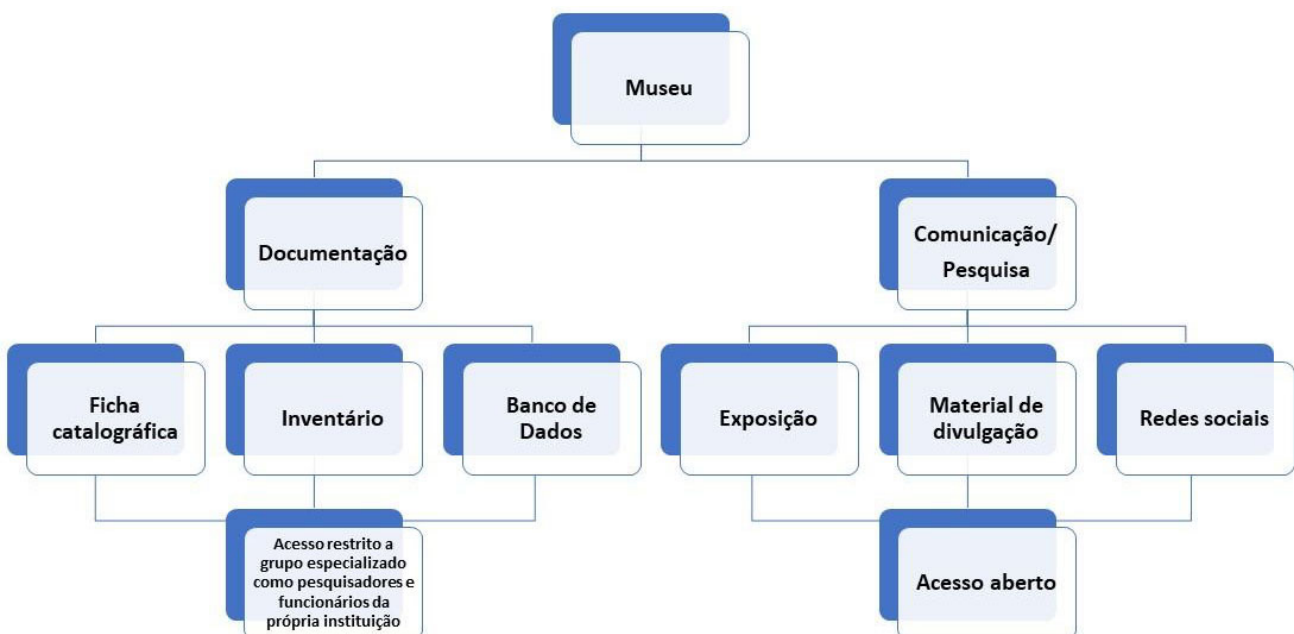 Museu
Documentação
Comunicação/
Pesquisa
Ficha
catalográfica
Inventário
Banco de
Dados
Exposição
Material de
divulgação
Redes sociais
Acesso restrito a
grupo especializado
como pesquisadores e
funcionários da
própria instituição
Acesso aberto